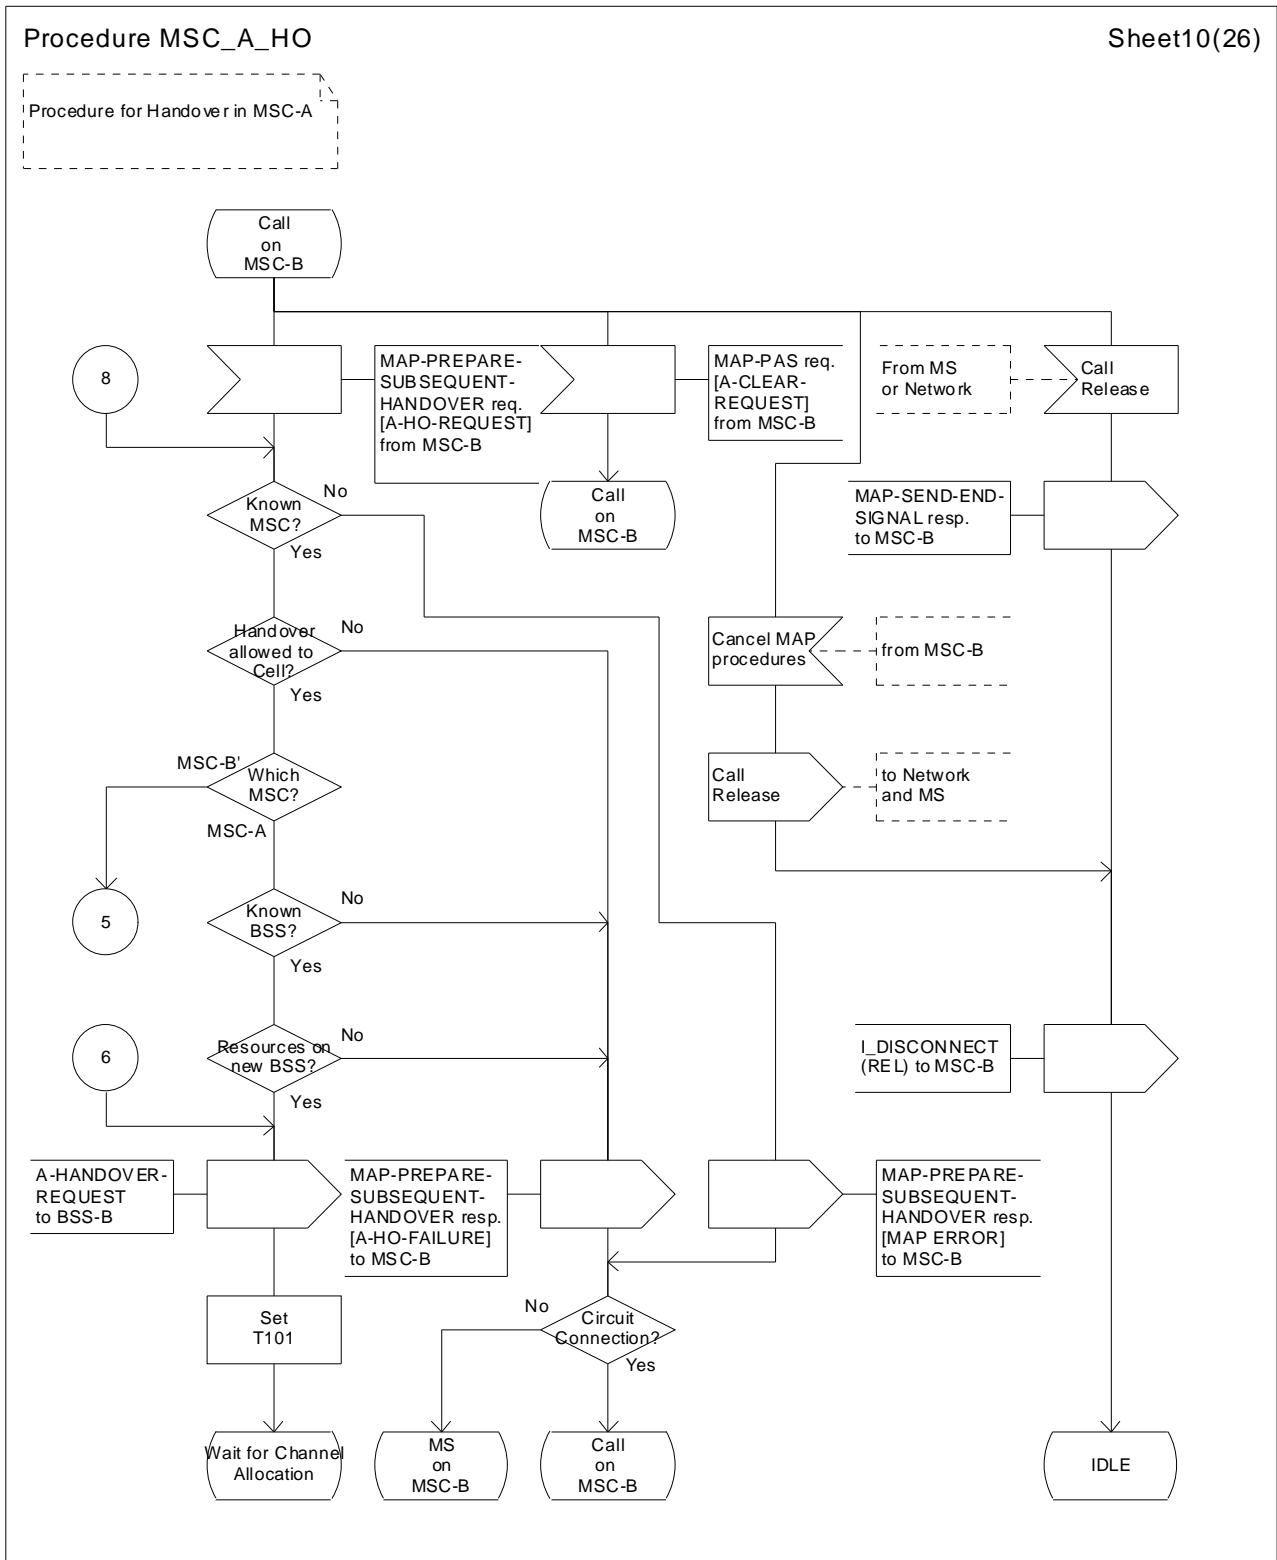 Procedure MSC_A_HO
Sheet10(26)
Procedure for Handover in MSC-A
Call
on
MSC-B
8
MAP-PREPARE-
SUBSEQUENT-
HANDOVER req.
[A-HO-REQUEST]
from MSC-B
MAP-PAS req.
[A-CLEAR-
REQUEST]
from MSC-B
From MS
or Network
Call
Release
Known
MSC?
No
Yes
Call
on
MSC-B
MAP-SEND-END-
SIGNAL resp.
to MSC-B
Handover
allowed to
Cell?
No
Yes
Cancel MAP
procedures
from MSC-B
MSC-B'
Which
MSC?
MSC-A
Call
Release
to Network
and MS
5
Known
BSS?
No
Yes
6
Resources on
new BSS?
No
Yes
I_DISCONNECT
(REL) to MSC-B
A-HANDOVER-
REQUEST
to BSS-B
MAP-PREPARE-
SUBSEQUENT-
HANDOVER resp.
[A-HO-FAILURE]
to MSC-B
MAP-PREPARE-
SUBSEQUENT-
HANDOVER resp.
[MAP ERROR]
to MSC-B
Set
T101
No
Circuit
Connection?
Yes
Wait for Channel
Allocation
MS
on
MSC-B
Call
on
MSC-B
IDLE